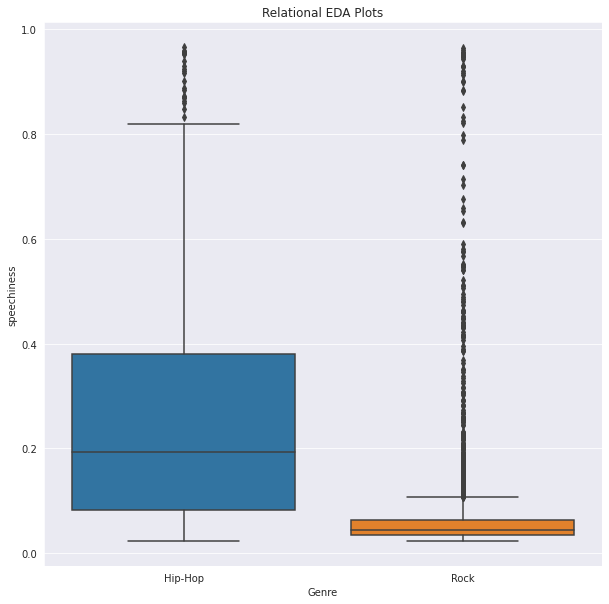 Relational EDA Plots
1.0
0.8
0.6
0.4
0.2
0.0
speechiness
Hip-Hop
Rock
Genre